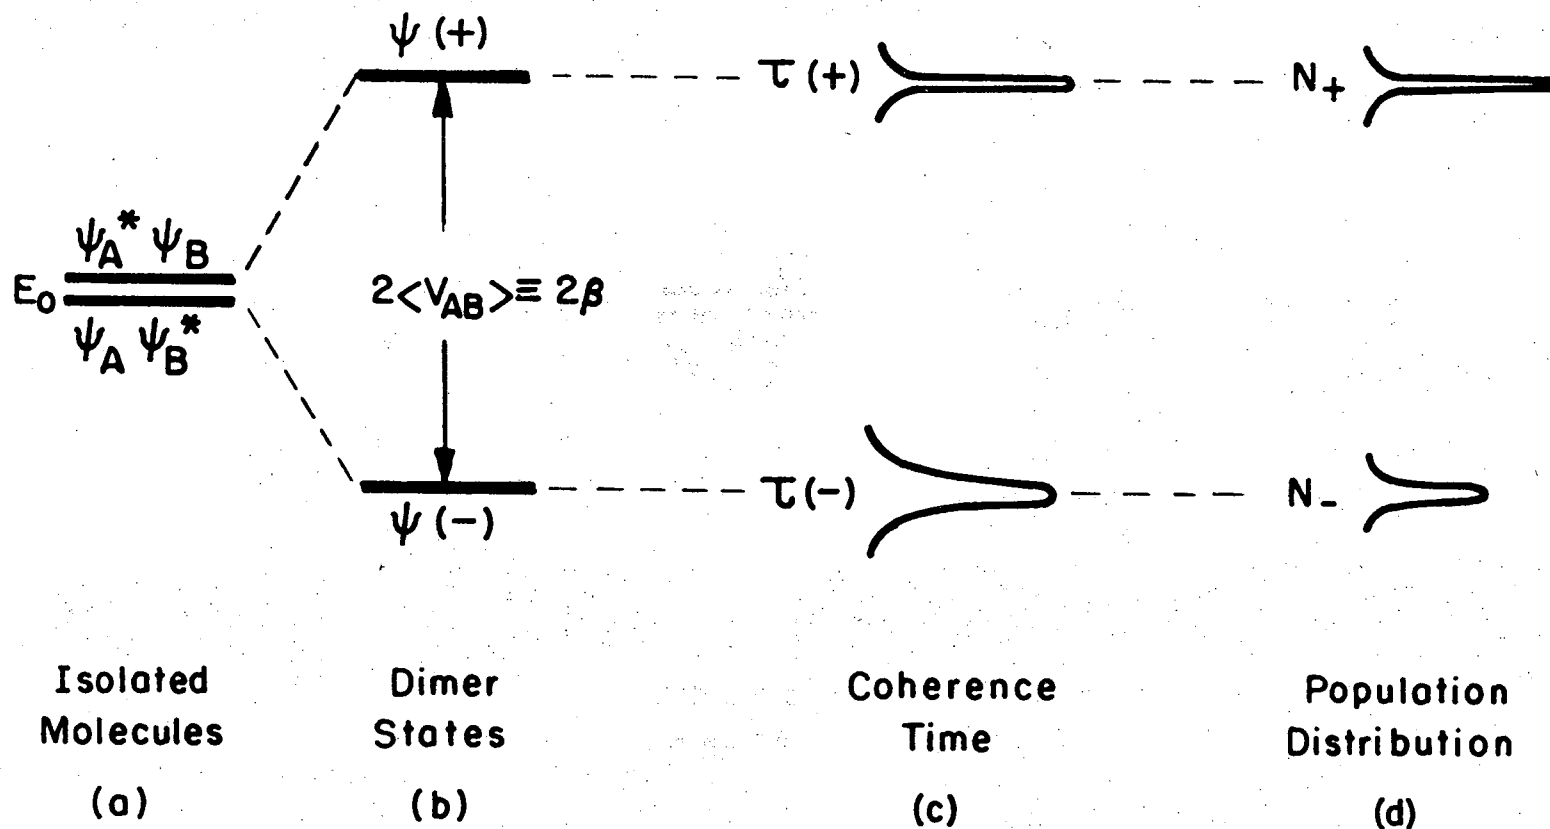 ψ (+)
τ (+)
N₊
ψ_A* ψ_B
E₀
ψ_A ψ_B*
2<V_AB>≡ 2β
τ (−)
N₋
ψ (−)
Isolated
Molecules
(a)
Dimer
States
(b)
Coherence
Time
(c)
Population
Distribution
(d)